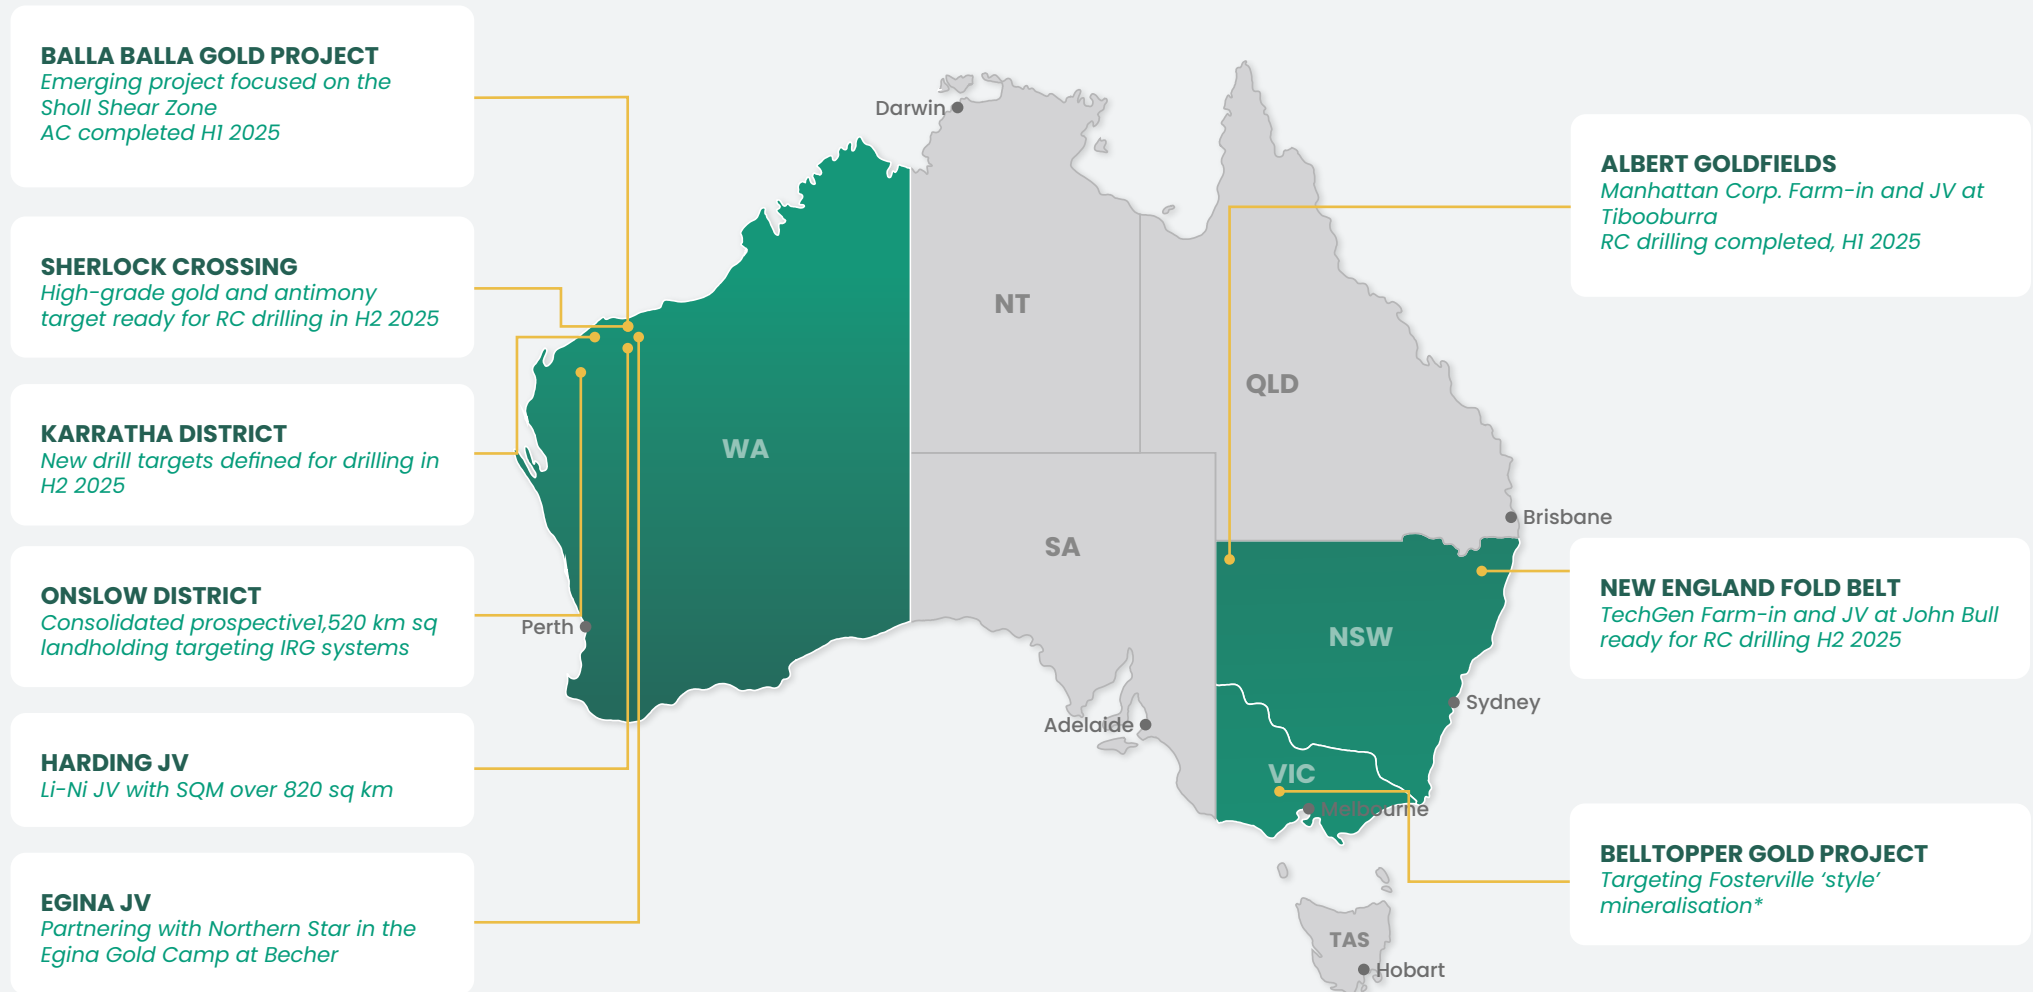 BALLA BALLA GOLD PROJECT
Emerging project focused on the
Sholl Shear Zone
AC completed H1 2025
SHERLOCK CROSSING
High-grade gold and antimony
target ready for RC drilling in H2 2025
KARRATHA DISTRICT
New drill targets defined for drilling in
H2 2025
ONSLOW DISTRICT
Consolidated prospective1,520 km sq
landholding targeting IRG systems
HARDING JV
Li-Ni JV with SQM over 820 sq km
EGINA JV
Partnering with Northern Star in the
Egina Gold Camp at Becher
Darwin
NT
QLD
WA
SA
Brisbane
Perth
NSW
Sydney
Adelaide
VIC
Melbourne
TAS
Hobart
ALBERT GOLDFIELDS
Manhattan Corp. Farm-in and JV at
Tibooburra
RC drilling completed, H1 2025
NEW ENGLAND FOLD BELT
TechGen Farm-in and JV at John Bull
ready for RC drilling H2 2025
BELLTOPPER GOLD PROJECT
Targeting Fosterville ‘style’
mineralisation*